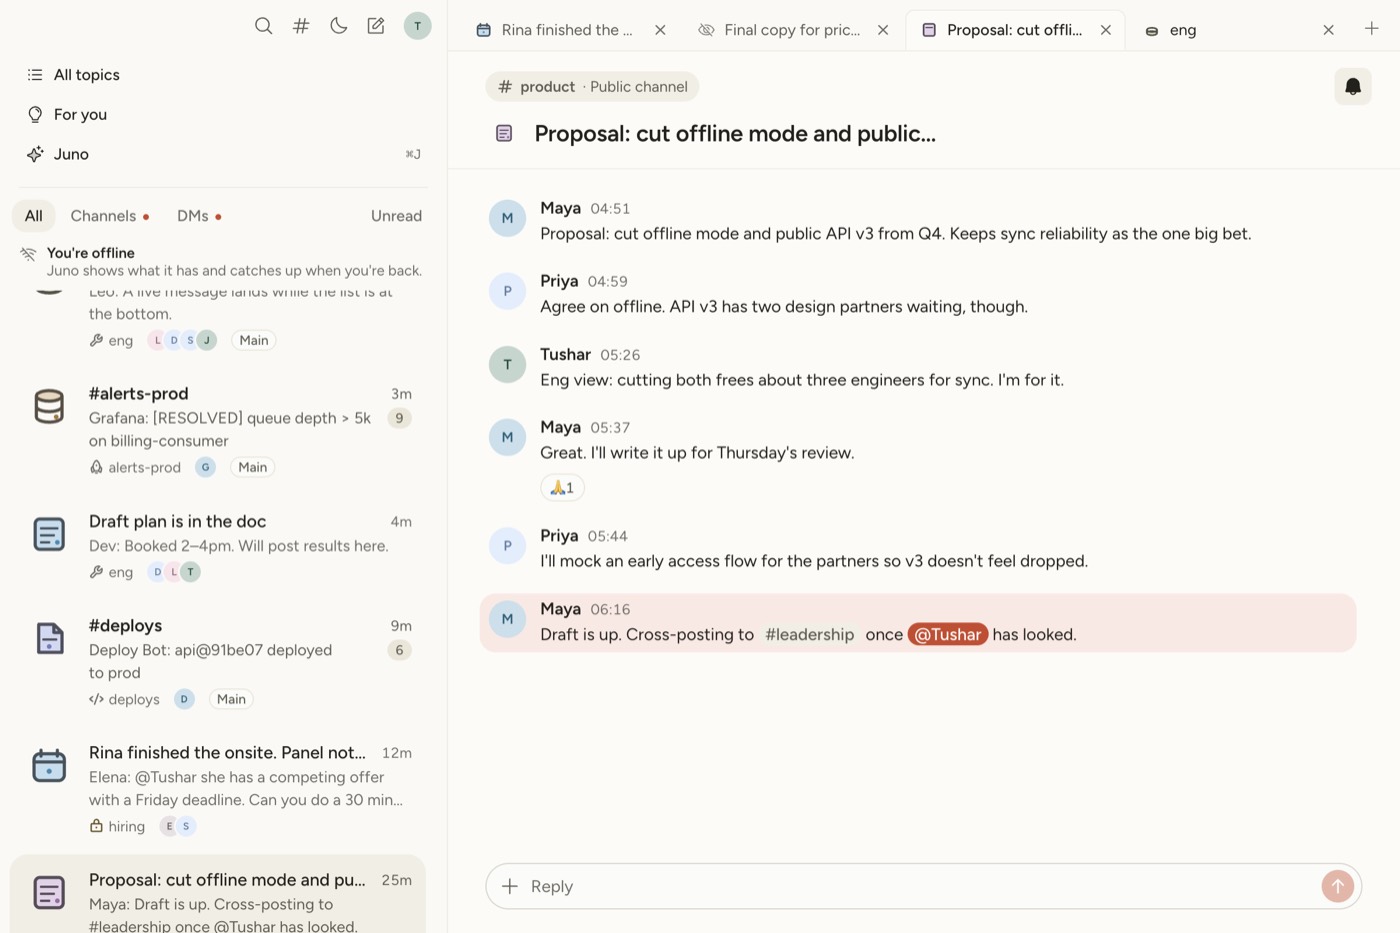 T
All topics
For you
Juno ⌘J
All Channels DMs Unread
You're offline
Juno shows what it has and catches up when you're back.
Leo: A live message lands while the list is at
the bottom.
eng L D S J Main
#alerts-prod 3m
Grafana: [RESOLVED] queue depth > 5k 9
on billing-consumer
alerts-prod G Main
Draft plan is in the doc 4m
Dev: Booked 2–4pm. Will post results here.
eng D L T
#deploys 9m
Deploy Bot: api@91be07 deployed 6
to prod
deploys D Main
Rina finished the onsite. Panel not... 12m
Elena: @Tushar she has a competing offer
with a Friday deadline. Can you do a 30 min...
hiring E S
Proposal: cut offline mode and pu... 25m
Maya: Draft is up. Cross-posting to
#leadership once @Tushar has looked.
Rina finished the ... Final copy for pric... Proposal: cut offli... eng
# product · Public channel
Proposal: cut offline mode and public...
M Maya 04:51
Proposal: cut offline mode and public API v3 from Q4. Keeps sync reliability as the one big bet.
P Priya 04:59
Agree on offline. API v3 has two design partners waiting, though.
T Tushar 05:26
Eng view: cutting both frees about three engineers for sync. I'm for it.
M Maya 05:37
Great. I'll write it up for Thursday's review.
🙏 1
P Priya 05:44
I'll mock an early access flow for the partners so v3 doesn't feel dropped.
M Maya 06:16
Draft is up. Cross-posting to #leadership once @Tushar has looked.
Reply